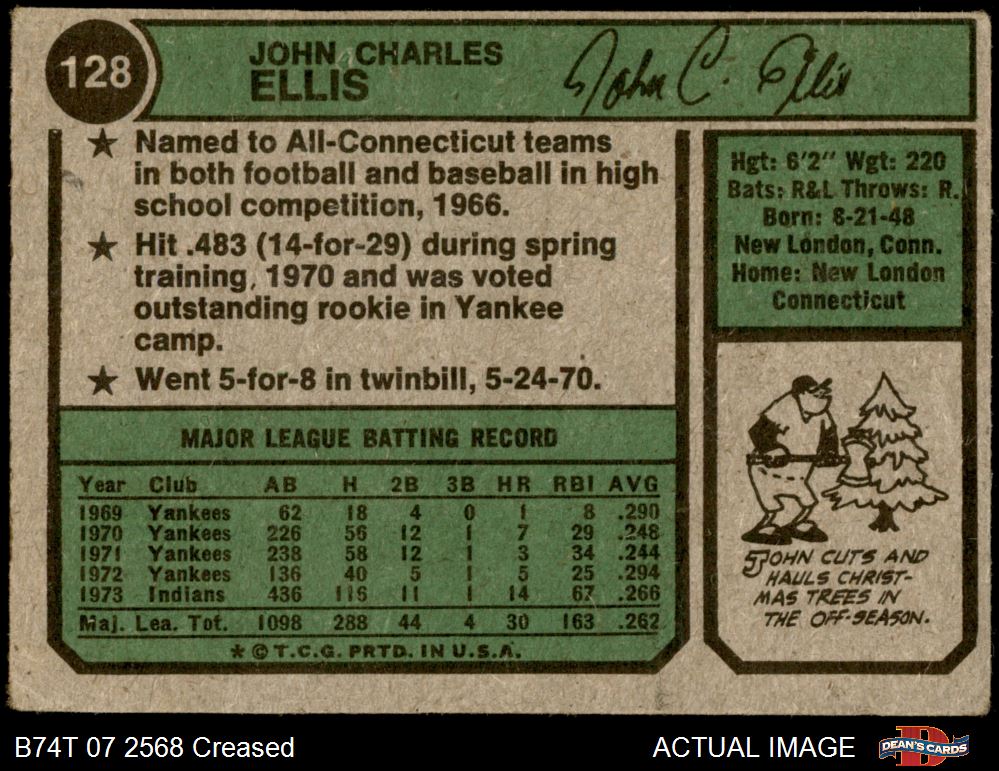 128
JOHN CHARLES
ELLIS
John C. Ellis
★ Named to All-Connecticut teams
in both football and baseball in high
school competition, 1966.
★ Hit .483 (14-for-29) during spring
training, 1970 and was voted
outstanding rookie in Yankee
camp.
★ Went 5-for-8 in twinbill, 5-24-70.
Hgt: 6'2" Wgt: 220
Bats: R&L Throws: R.
Born: 8-21-48
New London, Conn.
Home: New London
Connecticut
MAJOR LEAGUE BATTING RECORD
Year Club AB H 2B 3B HR RBI AVG
1969 Yankees 62 18 4 0 1 8 .290
1970 Yankees 226 56 12 1 7 29 .248
1971 Yankees 238 58 12 1 3 34 .244
1972 Yankees 136 40 5 1 5 25 .294
1973 Indians 436 116 11 1 14 67 .266
Maj. Lea. Tot. 1098 288 44 4 30 163 .262
* © T.C.G. PRTD. IN U.S.A.
JOHN CUTS AND
HAULS CHRIST-
MAS TREES IN
THE OFF-SEASON.
B74T 07 2568 Creased
ACTUAL IMAGE
DEAN'S CARDS